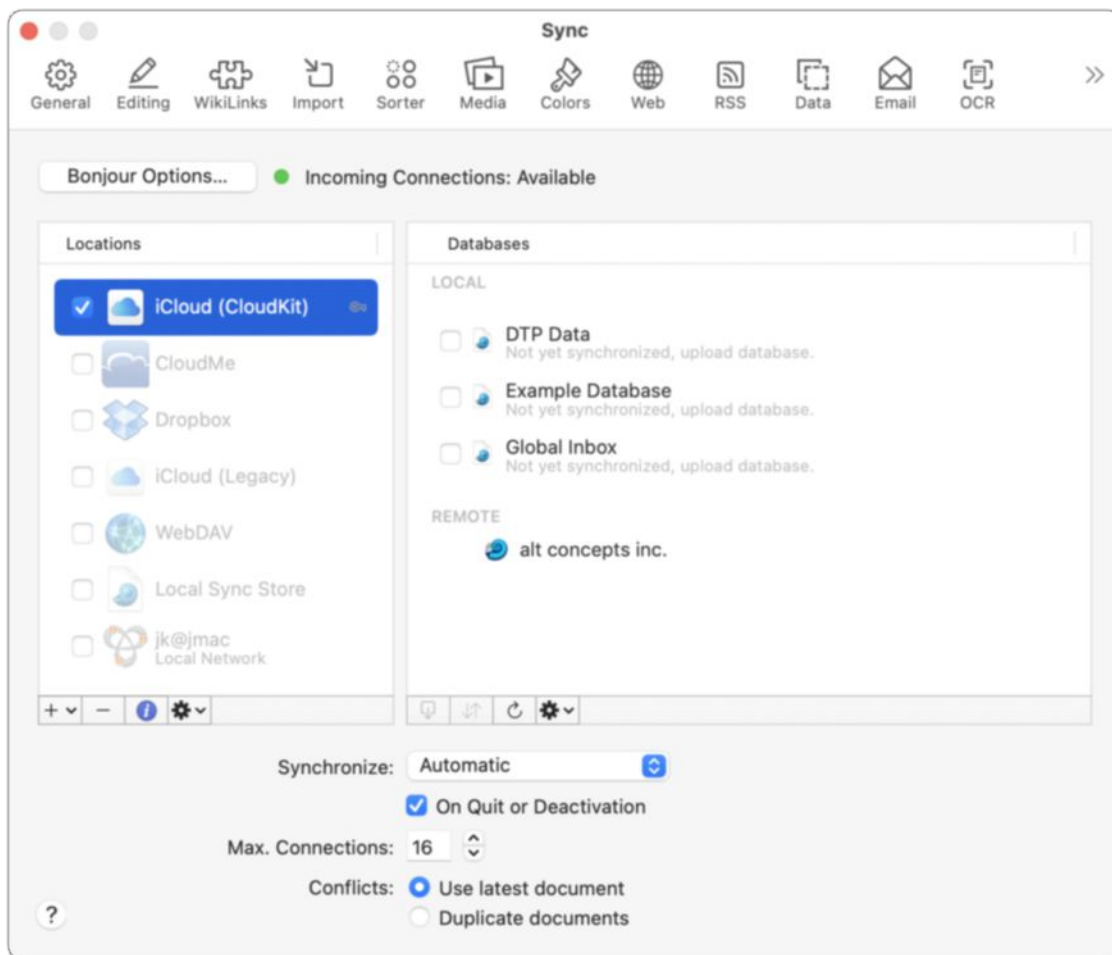 Sync
General Editing WikiLinks Import Sorter Media Colors Web RSS Data Email OCR
Bonjour Options... Incoming Connections: Available
Locations
iCloud (CloudKit)
CloudMe
Dropbox
iCloud (Legacy)
WebDAV
Local Sync Store
jk@jmac
Local Network
Databases
LOCAL
DTP Data
Not yet synchronized, upload database.
Example Database
Not yet synchronized, upload database.
Global Inbox
Not yet synchronized, upload database.
REMOTE
alt concepts inc.
Synchronize: Automatic
On Quit or Deactivation
Max. Connections: 16
Conflicts: Use latest document
Duplicate documents
?